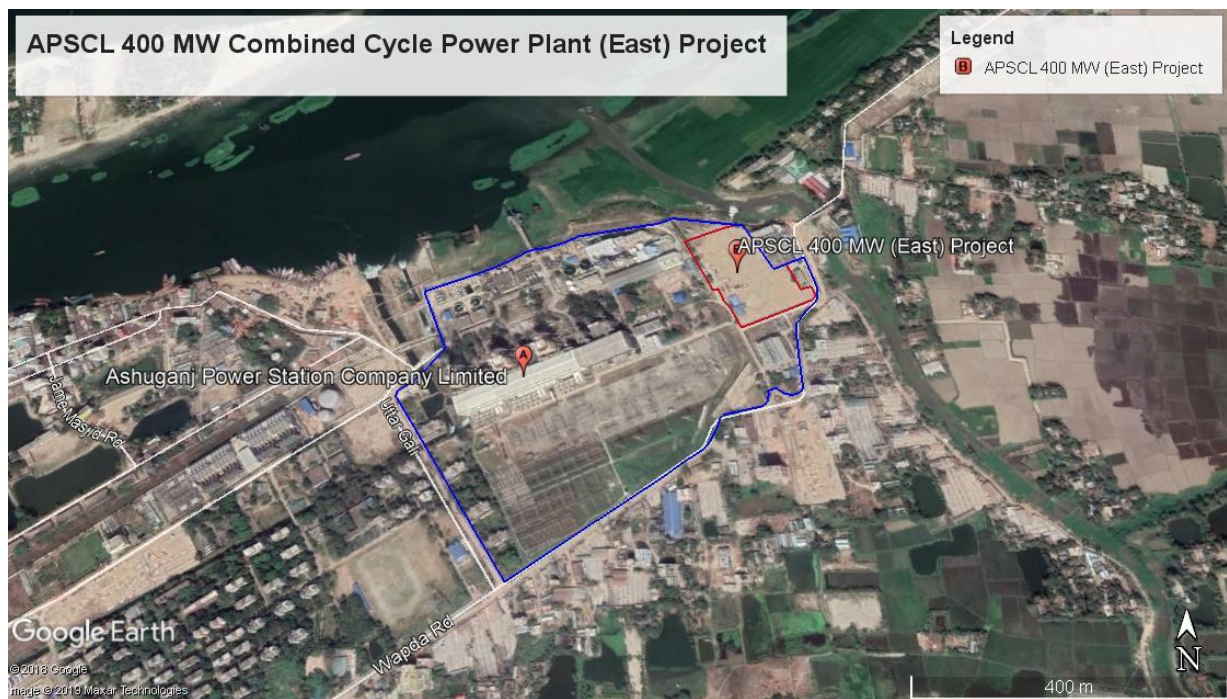 APSCL 400 MW Combined Cycle Power Plant (East) Project
Legend
B APSCL 400 MW (East) Project
APSCL 400 MW (East) Project
A
Ashuganj Power Station Company Limited
Jame Masjid Rd
Uttar Gali
Wapda Rd
Google Earth
©2018 Google
mage © 2019 Maxar Technologies
N
400 m